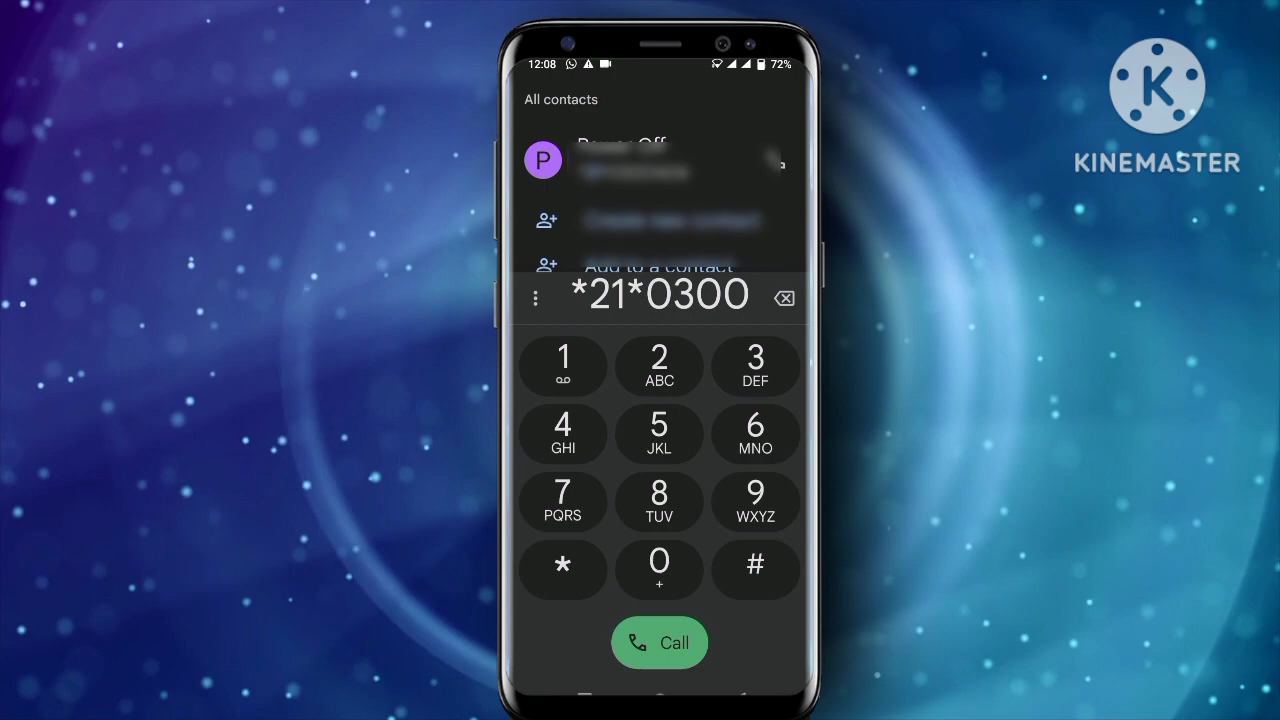 12:08 72%
All contacts
P
Add to a contact
*21*0300
1 2 3
ABC DEF
4 5 6
GHI JKL MNO
7 8 9
PQRS TUV WXYZ
* 0 #
+
Call
K
KINEMASTER